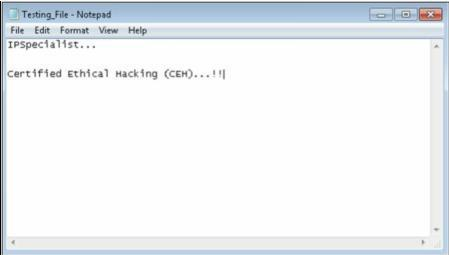 Testing_File - Notepad
File Edit Format View Help
IPSpecialist...
Certified Ethical Hacking (CEH)...!!